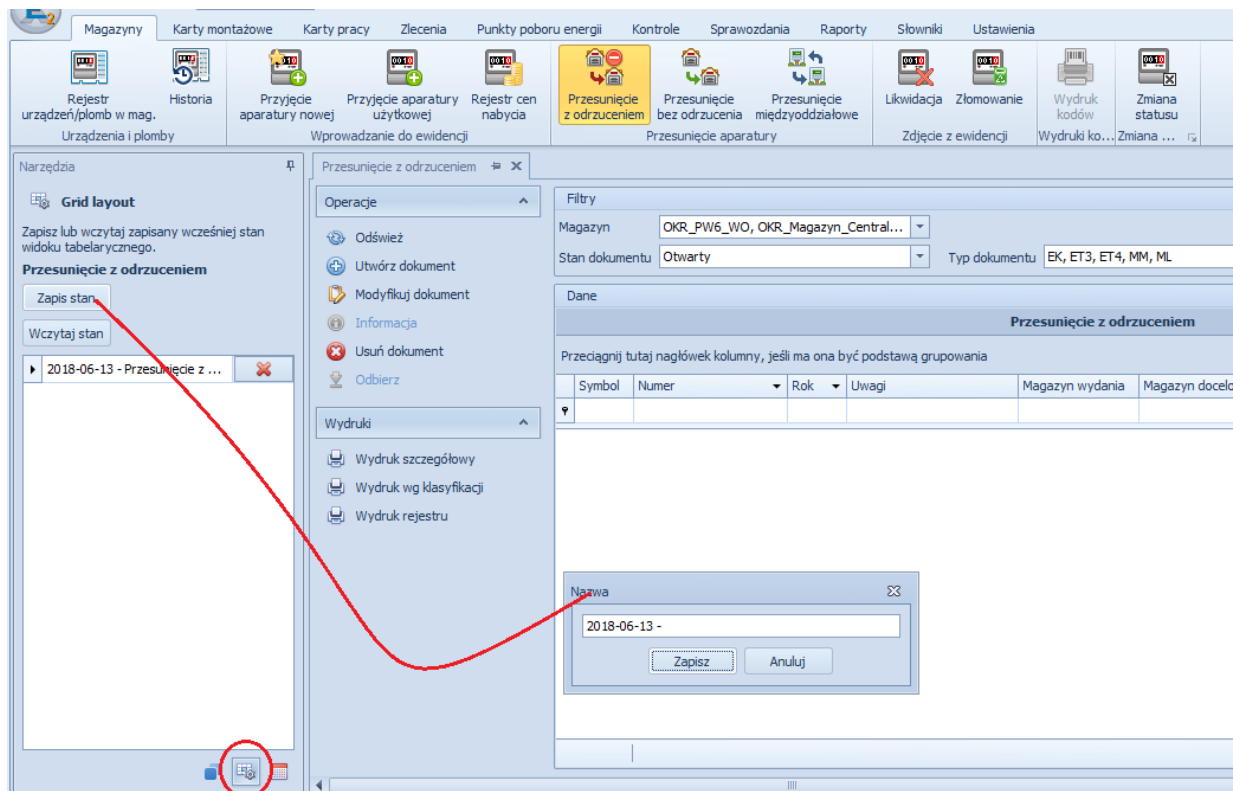 Magazyny Karty montażowe Karty pracy Zlecenia Punkty poboru energii Kontrole Sprawozdania Raporty Słowniki Ustawienia
Rejestr urządzeń/plomb w mag.
Historia
Urządzenia i plomby
Przyjęcie aparatury nowej
Przyjęcie aparatury użytkowej
Rejestr cen nabycia
Wprowadzanie do ewidencji
Przesunięcie z odrzuceniem
Przesunięcie bez odrzucenia
Przesunięcie międzyoddziałowe
Przesunięcie aparatury
Likwidacja
Złomowanie
Zdjęcie z ewidencji
Wydruk kodów
Wydruki ko...
Zmiana statusu
Zmiana ...
Narzędzia
Grid layout
Zapisz lub wczytaj zapisany wcześniej stan
widoku tabelarycznego.
Przesunięcie z odrzuceniem
Zapis stan
Wczytaj stan
2018-06-13 - Przesunięcie z ...
Przesunięcie z odrzuceniem
Operacje
Odśwież
Utwórz dokument
Modyfikuj dokument
Informacja
Usuń dokument
Odbierz
Wydruki
Wydruk szczegółowy
Wydruk wg klasyfikacji
Wydruk rejestru
Filtry
Magazyn OKR_PW6_WO, OKR_Magazyn_Central...
Stan dokumentu Otwarty Typ dokumentu EK, ET3, ET4, MM, ML
Dane
Przesunięcie z odrzuceniem
Przeciągnij tutaj nagłówek kolumny, jeśli ma ona być podstawą grupowania
Symbol Numer Rok Uwagi Magazyn wydania Magazyn docelo
Nazwa
2018-06-13 -
Zapisz Anuluj